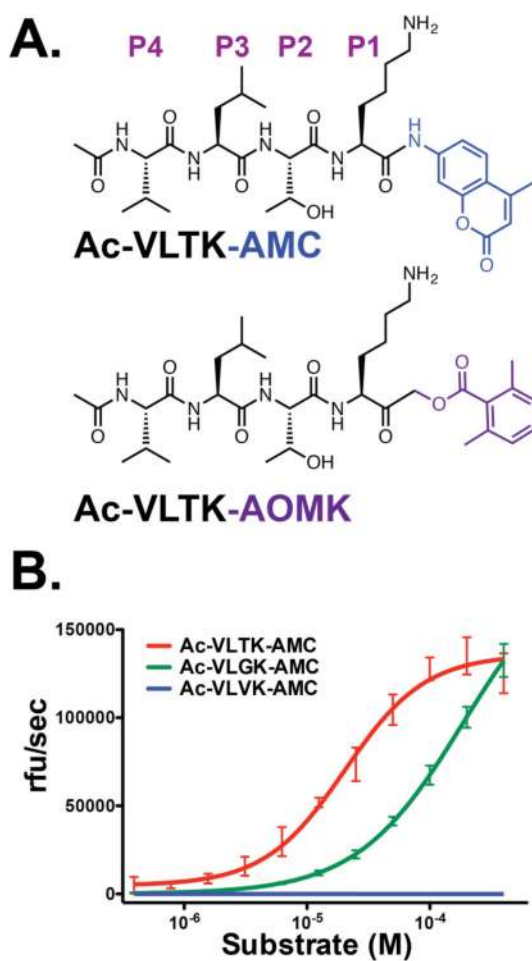 A.
P4 P3 P2 P1
NH2
O H N O H N O
N H O N H O N H O
OH
O
O
Ac-VLTK-AMC
NH2
O H N O H N O
N H O N H O O
OH
O
Ac-VLTK-AOMK
B.
150000
Ac-VLTK-AMC
Ac-VLGK-AMC
Ac-VLVK-AMC
100000
rfu/sec
50000
0
10-6 10-5 10-4
Substrate (M)